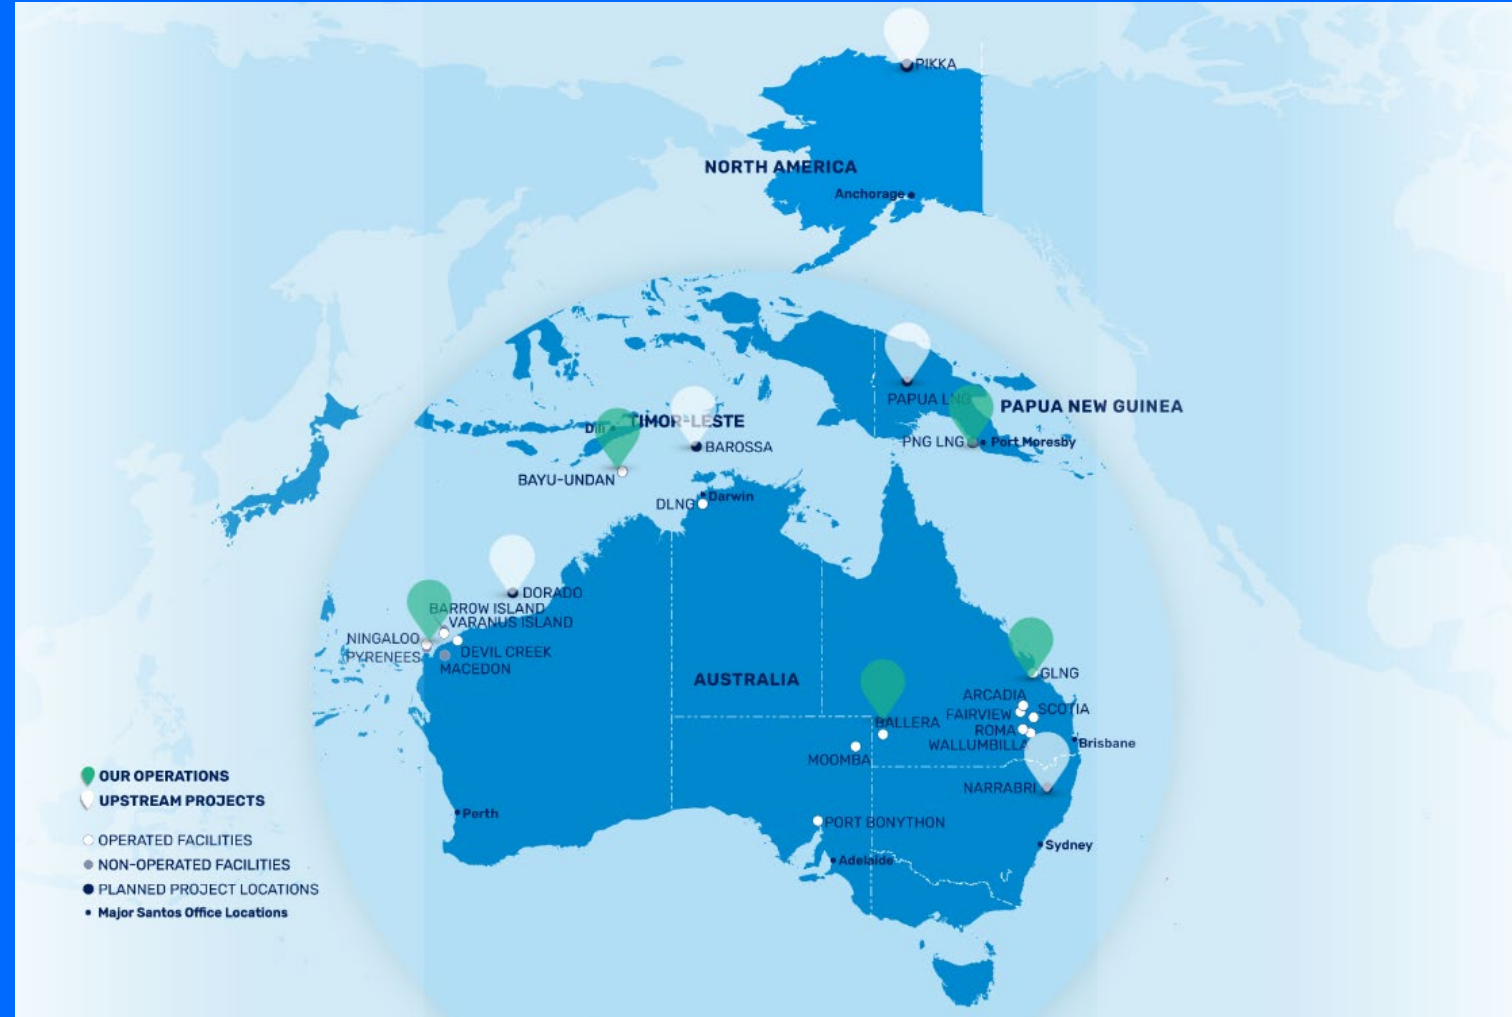 PIKKA
NORTH AMERICA
Anchorage
PAPUA LNG
PAPUA NEW GUINEA
TIMOR-LESTE
Dili
PNG LNG
Port Moresby
BAROSSA
BAYU-UNDAN
Darwin
DLNG
DORADO
BARROW ISLAND
VARANUS ISLAND
NINGALOO
PYRENEES
DEVIL CREEK
MACEDON
AUSTRALIA
GLNG
ARCADIA
SCOTIA
FAIRVIEW
BALLERA
ROMA
WALLUMBILLA
Brisbane
MOOMBA
NARRABRI
Perth
PORT BONYTHON
Sydney
Adelaide
OUR OPERATIONS
UPSTREAM PROJECTS
OPERATED FACILITIES
NON-OPERATED FACILITIES
PLANNED PROJECT LOCATIONS
Major Santos Office Locations